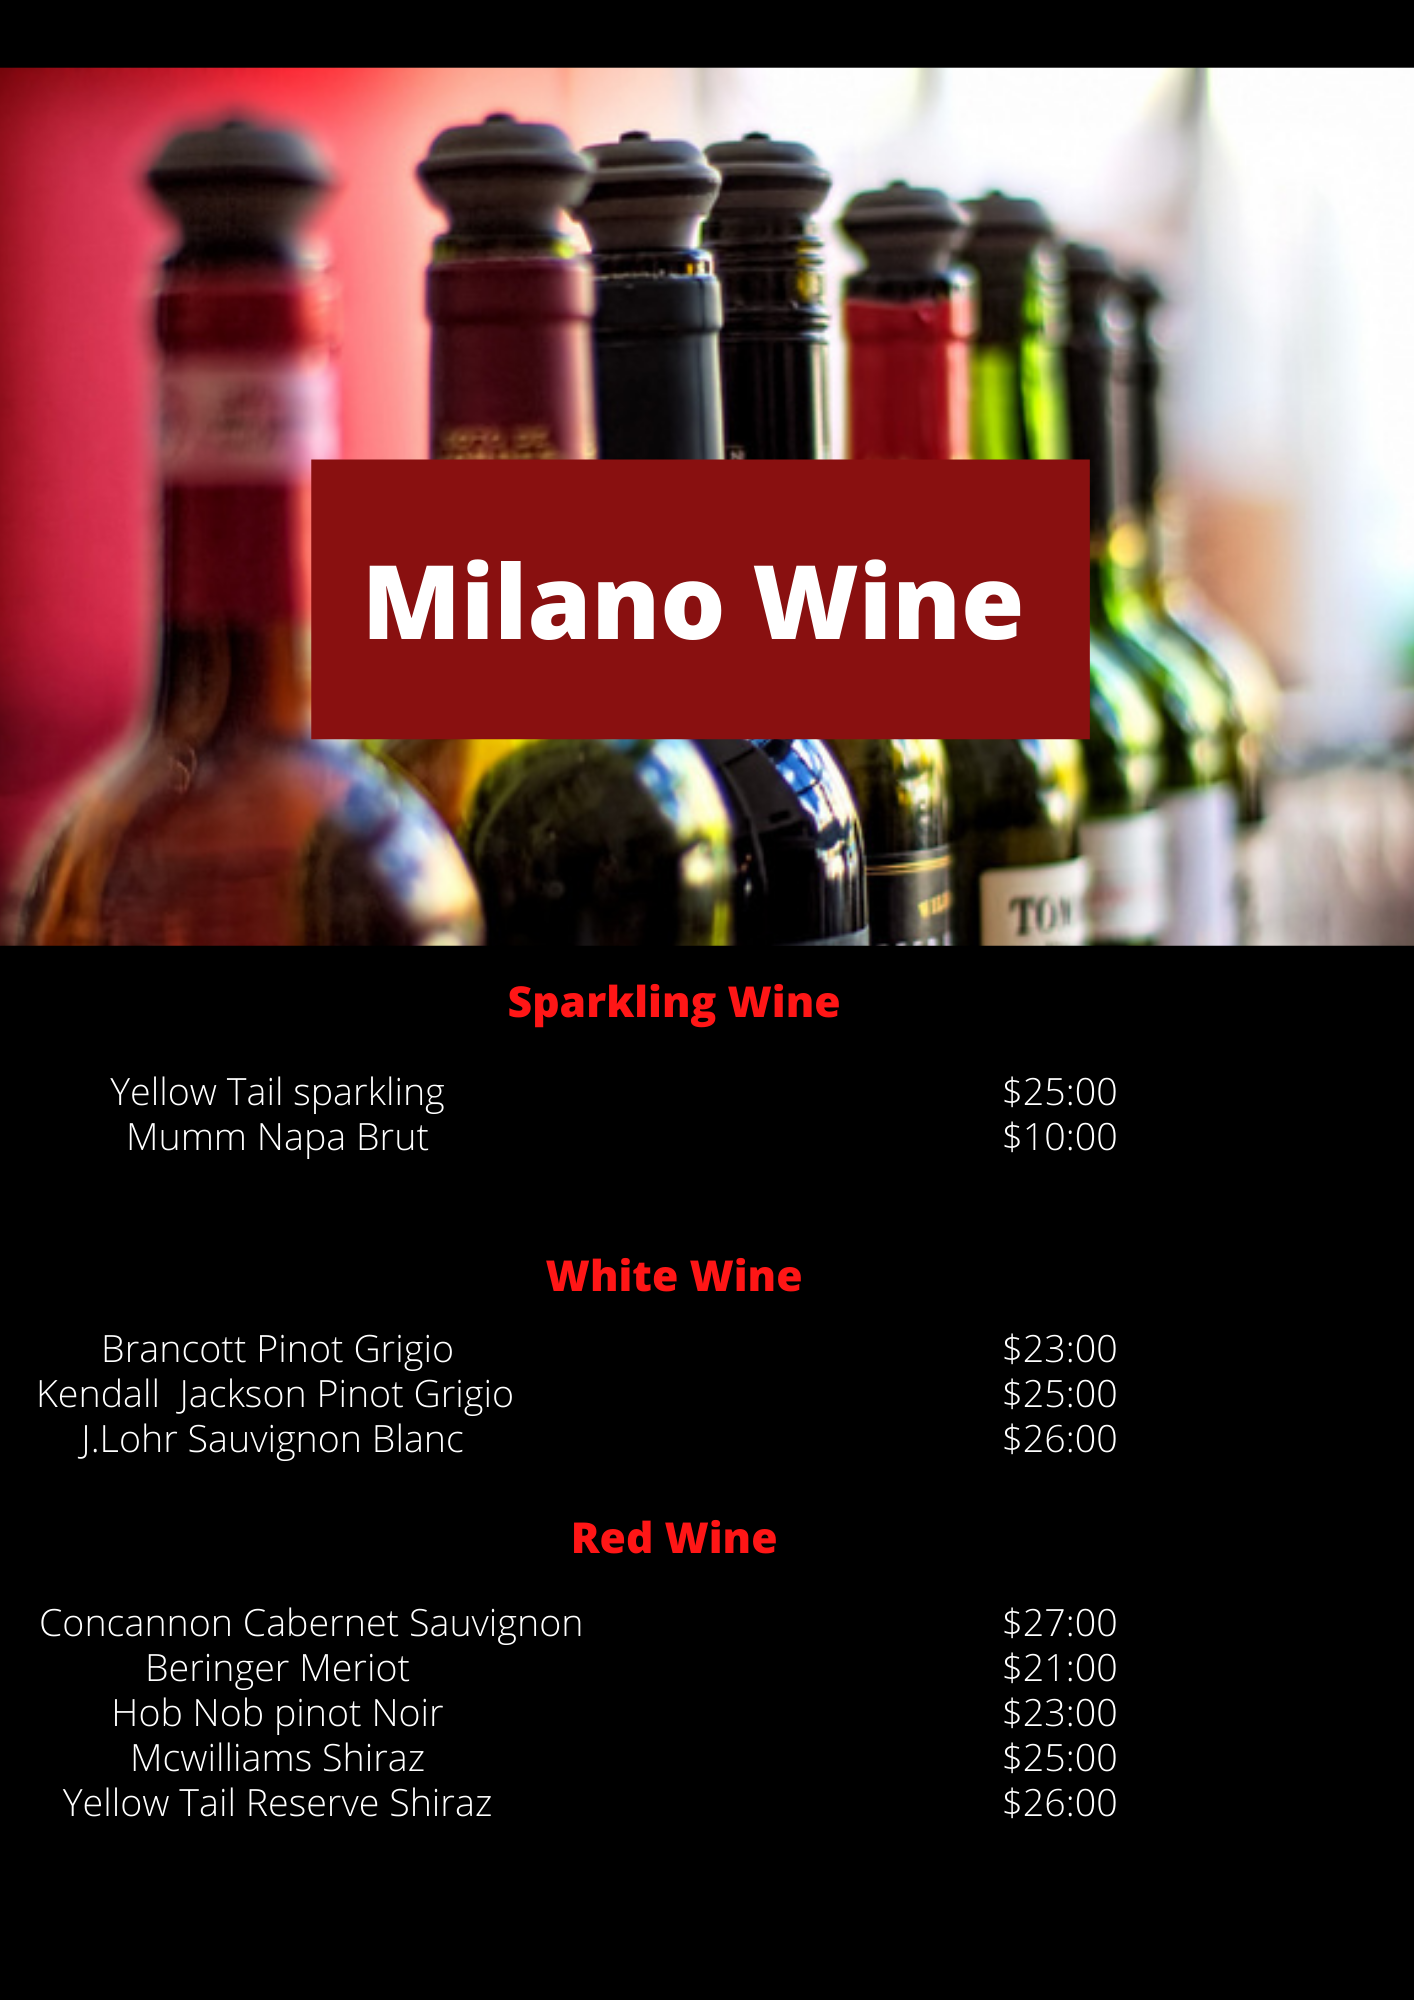 Milano Wine
TOM
Sparkling Wine
Yellow Tail sparkling $25:00
Mumm Napa Brut $10:00
White Wine
Brancott Pinot Grigio $23:00
Kendall Jackson Pinot Grigio $25:00
J.Lohr Sauvignon Blanc $26:00
Red Wine
Concannon Cabernet Sauvignon $27:00
Beringer Meriot $21:00
Hob Nob pinot Noir $23:00
Mcwilliams Shiraz $25:00
Yellow Tail Reserve Shiraz $26:00